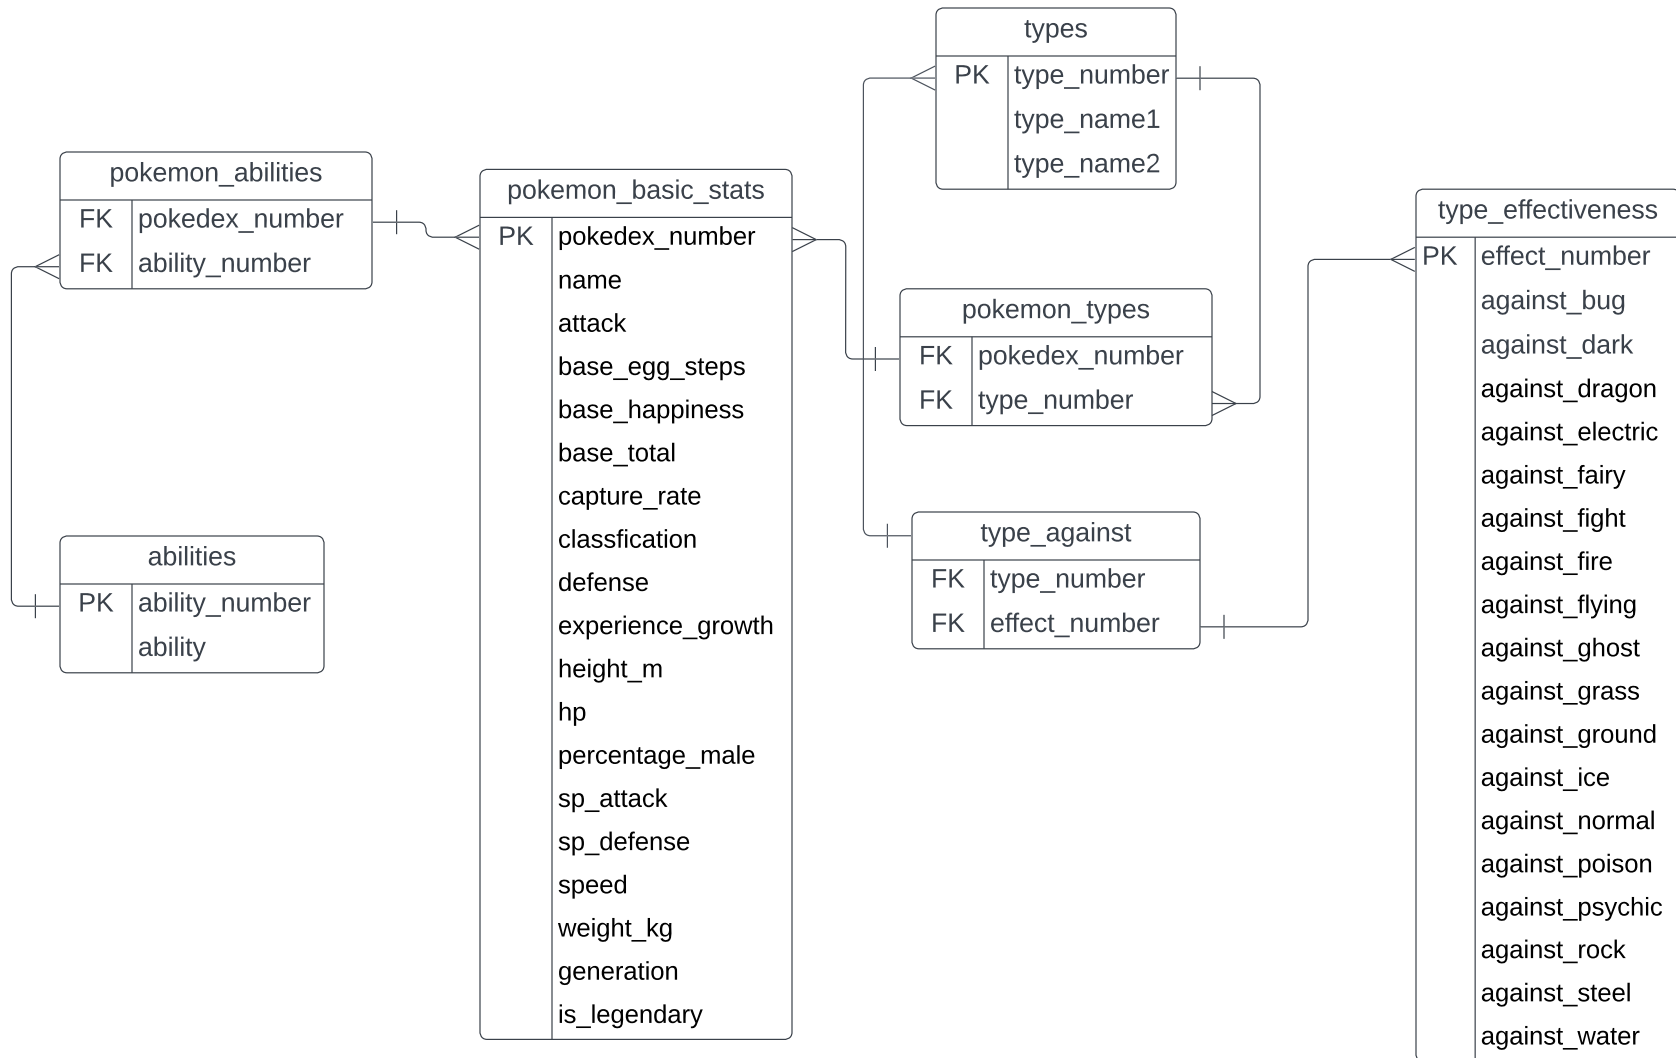 types
PK type_number
type_name1
type_name2
pokemon_abilities
FK pokedex_number
FK ability_number
abilities
PK ability_number
ability
pokemon_basic_stats
PK pokedex_number
name
attack
base_egg_steps
base_happiness
base_total
capture_rate
classfication
defense
experience_growth
height_m
hp
percentage_male
sp_attack
sp_defense
speed
weight_kg
generation
is_legendary
pokemon_types
FK pokedex_number
FK type_number
type_against
FK type_number
FK effect_number
type_effectiveness
PK effect_number
against_bug
against_dark
against_dragon
against_electric
against_fairy
against_fight
against_fire
against_flying
against_ghost
against_grass
against_ground
against_ice
against_normal
against_poison
against_psychic
against_rock
against_steel
against_water